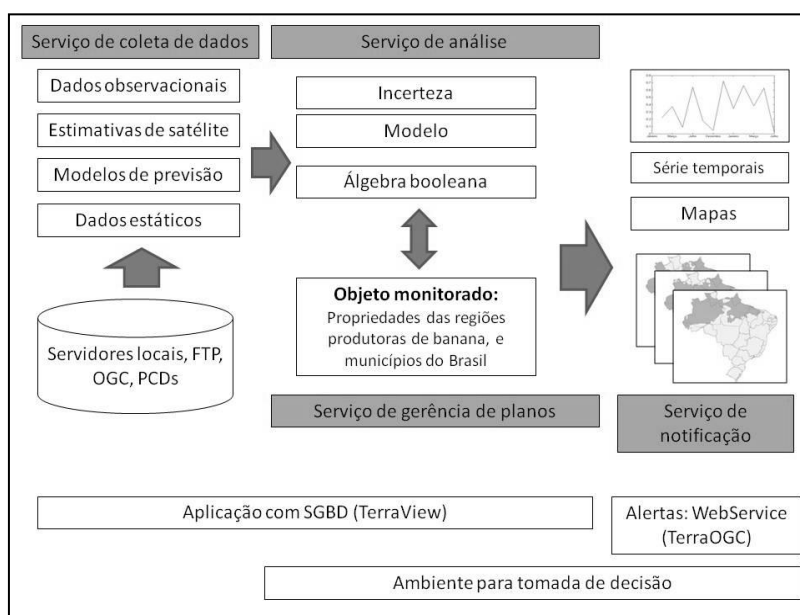 Serviço de coleta de dados
Dados observacionais
Estimativas de satélite
Modelos de previsão
Dados estáticos
Servidores locais, FTP,
OGC, PCDs
Serviço de análise
Incerteza
Modelo
Álgebra booleana
Objeto monitorado:
Propriedades das regiões
produtoras de banana, e
municípios do Brasil
Serviço de gerência de planos
Série temporais
Mapas
Serviço de
notificação
Aplicação com SGBD (TerraView)
Alertas: WebService
(TerraOGC)
Ambiente para tomada de decisão